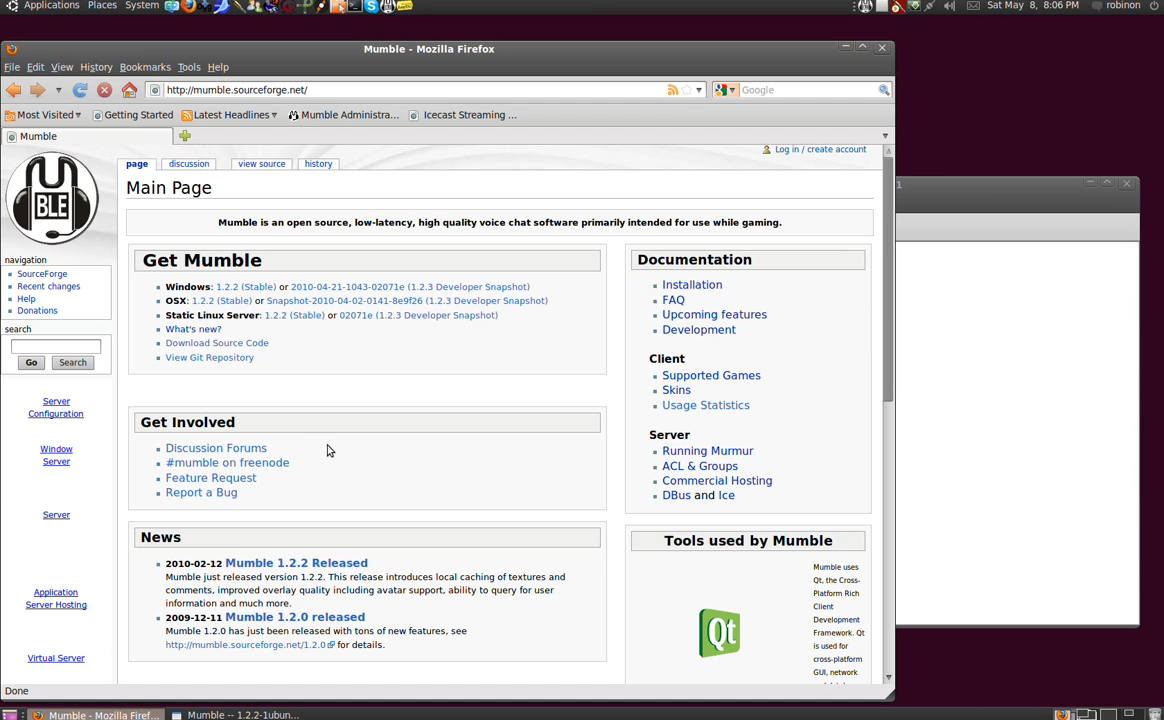 Applications Places System Sat May 8, 8:06 PM robinon
Mumble - Mozilla Firefox
File Edit View History Bookmarks Tools Help
http://mumble.sourceforge.net/ Google
Most Visited Getting Started Latest Headlines Mumble Administra... Icecast Streaming ...
Mumble
Log in / create account
page discussion view source history
BLE
Main Page
Mumble is an open source, low-latency, high quality voice chat software primarily intended for use while gaming.
navigation
SourceForge
Recent changes
Help
Donations
search
Go Search
Server
Configuration
Window
Server
Server
Application
Server Hosting
Virtual Server
Get Mumble
Windows: 1.2.2 (Stable) or 2010-04-21-1043-02071e (1.2.3 Developer Snapshot)
OSX: 1.2.2 (Stable) or Snapshot-2010-04-02-0141-8e9f26 (1.2.3 Developer Snapshot)
Static Linux Server: 1.2.2 (Stable) or 02071e (1.2.3 Developer Snapshot)
What's new?
Download Source Code
View Git Repository
Get Involved
Discussion Forums
#mumble on freenode
Feature Request
Report a Bug
News
2010-02-12 Mumble 1.2.2 Released
Mumble just released version 1.2.2. This release introduces local caching of textures and
comments, improved overlay quality including avatar support, ability to query for user
information and much more.
2009-12-11 Mumble 1.2.0 released
Mumble 1.2.0 has just been released with tons of new features, see
http://mumble.sourceforge.net/1.2.0 for details.
Documentation
Installation
FAQ
Upcoming features
Development
Client
Supported Games
Skins
Usage Statistics
Server
Running Murmur
ACL & Groups
Commercial Hosting
DBus and Ice
Tools used by Mumble
Qt
Mumble uses
Qt, the Cross-
Platform Rich
Client
Development
Framework. Qt
is used for
cross-platform
GUI, network
1
Done
Mumble - Mozilla Firef... Mumble -- 1.2.2-1ubun...